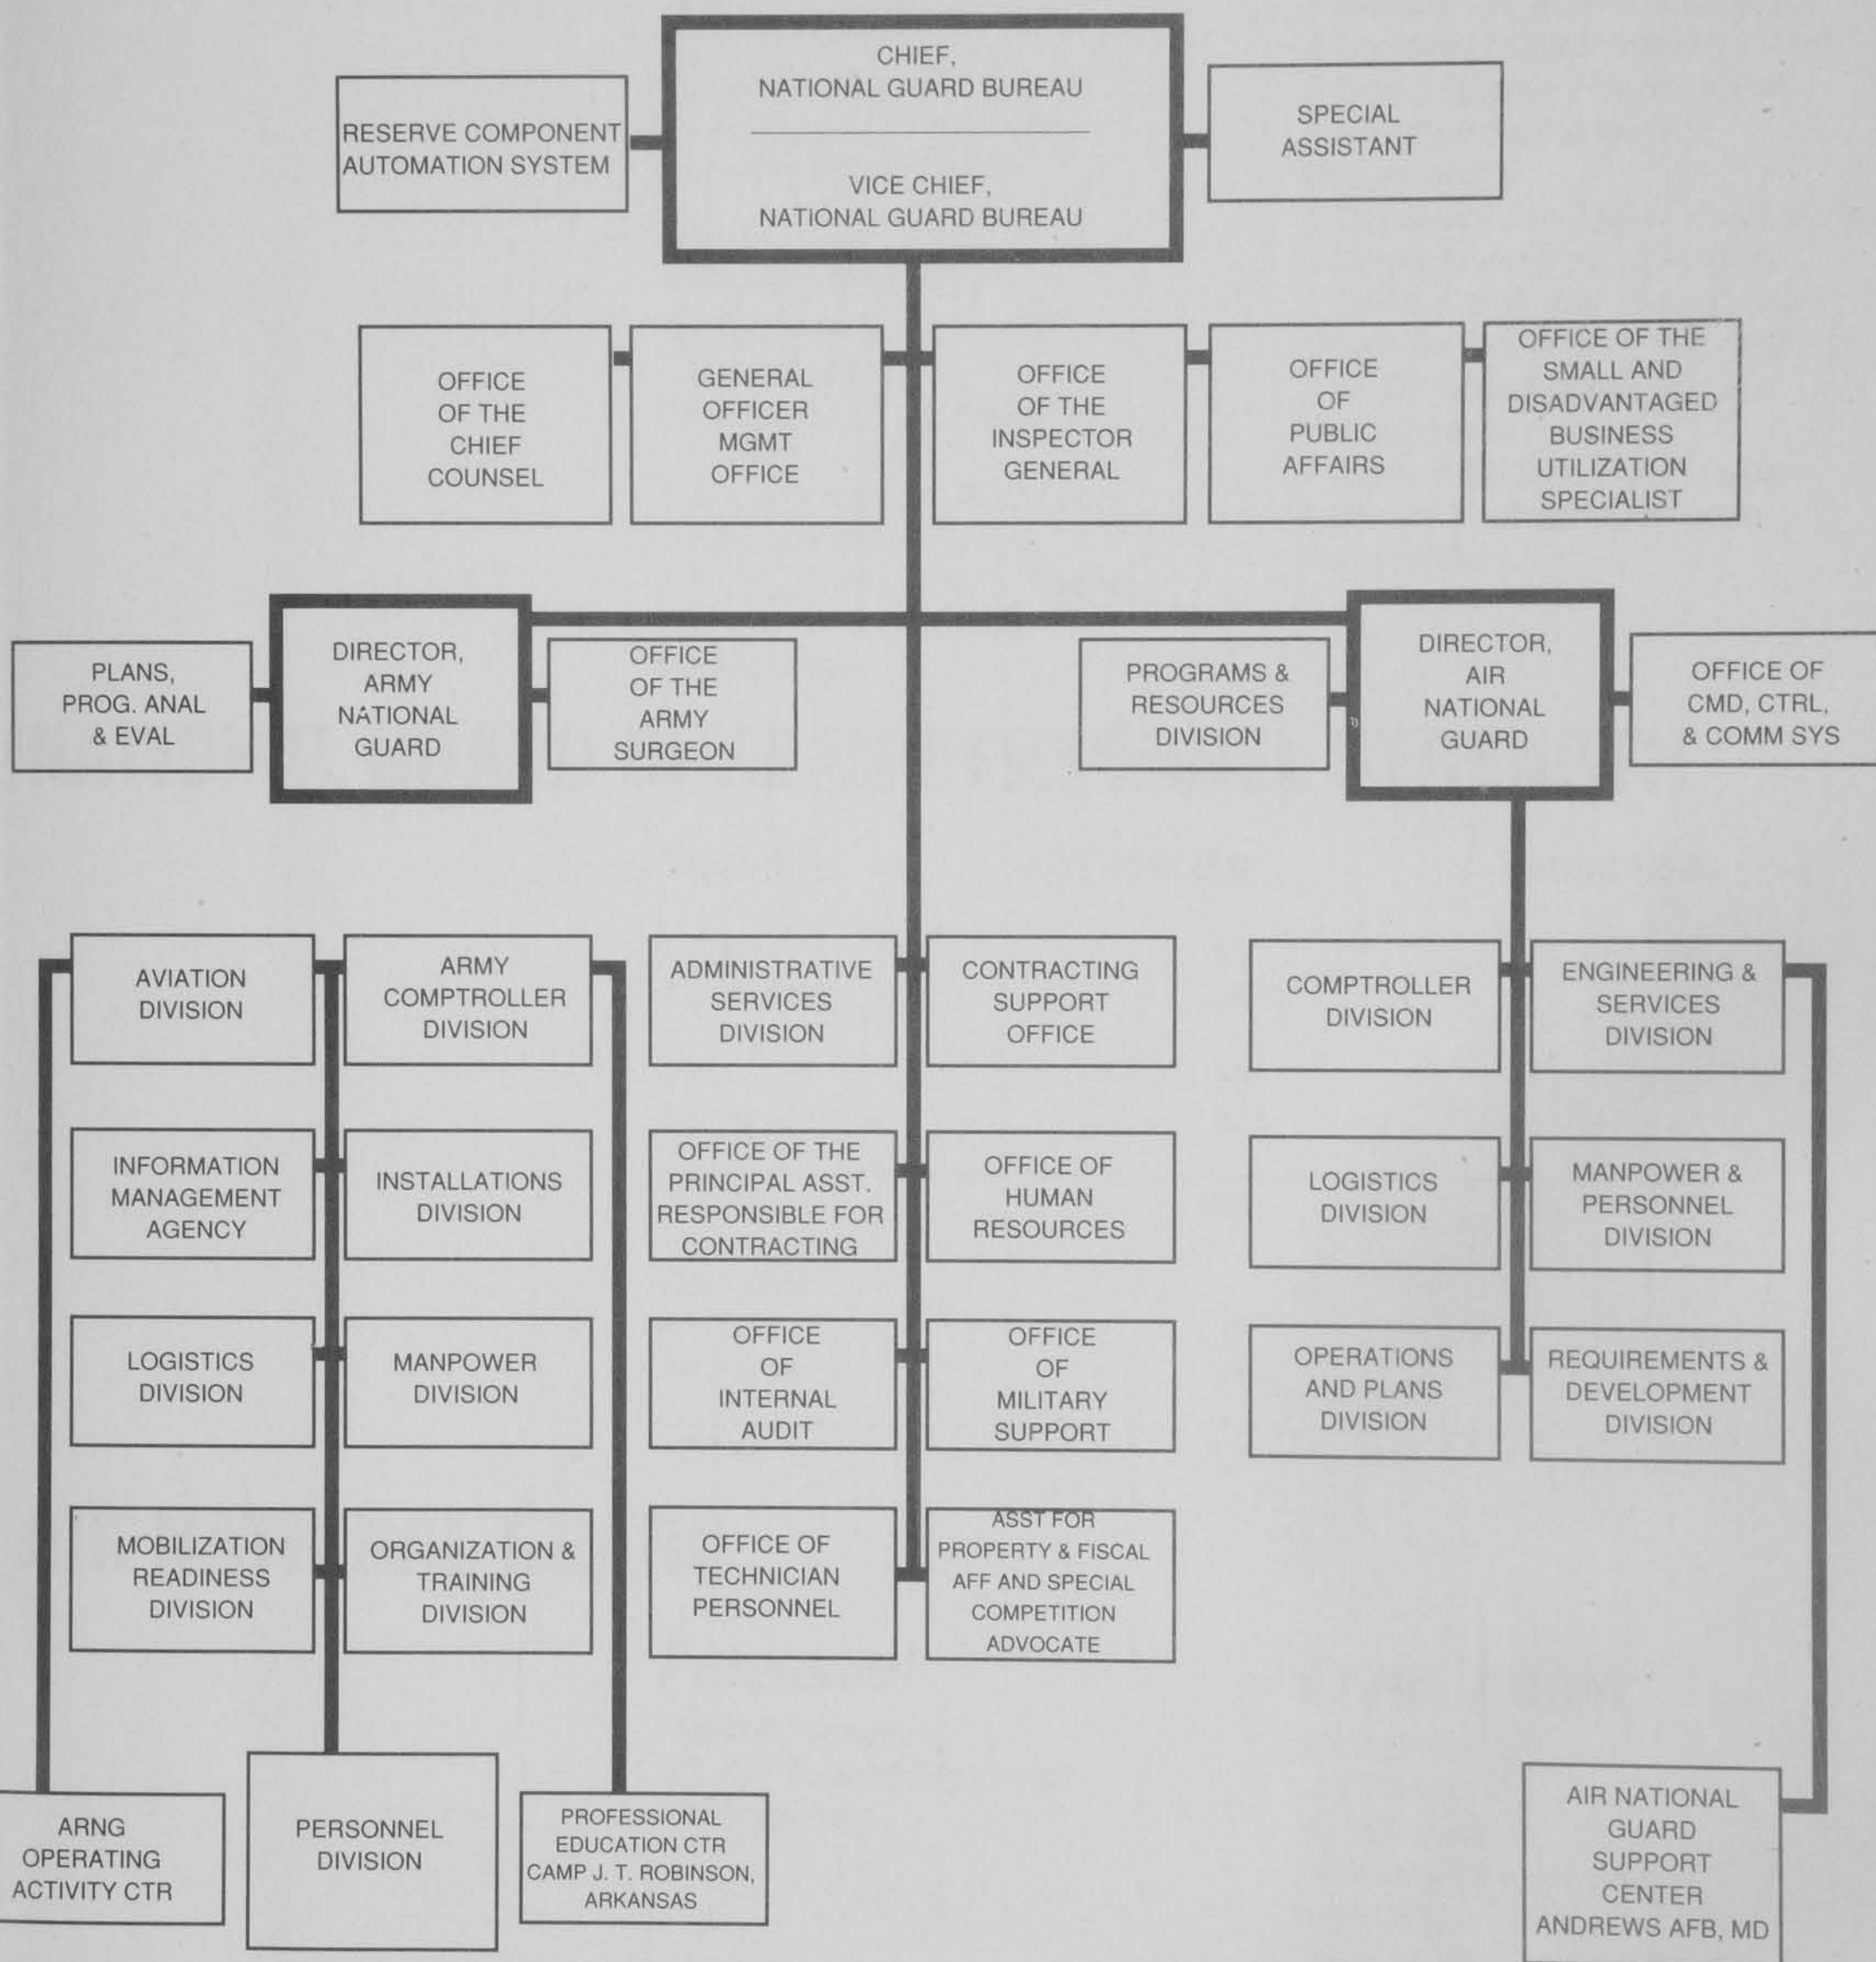 CHIEF,
NATIONAL GUARD BUREAU
VICE CHIEF,
NATIONAL GUARD BUREAU
RESERVE COMPONENT
AUTOMATION SYSTEM
SPECIAL
ASSISTANT
OFFICE
OF THE
CHIEF
COUNSEL
GENERAL
OFFICER
MGMT
OFFICE
OFFICE
OF THE
INSPECTOR
GENERAL
OFFICE
OF
PUBLIC
AFFAIRS
OFFICE OF THE
SMALL AND
DISADVANTAGED
BUSINESS
UTILIZATION
SPECIALIST
PLANS,
PROG. ANAL
& EVAL
DIRECTOR,
ARMY
NATIONAL
GUARD
OFFICE
OF THE
ARMY
SURGEON
PROGRAMS &
RESOURCES
DIVISION
DIRECTOR,
AIR
NATIONAL
GUARD
OFFICE OF
CMD, CTRL,
& COMM SYS
AVIATION
DIVISION
ARMY
COMPTROLLER
DIVISION
ADMINISTRATIVE
SERVICES
DIVISION
CONTRACTING
SUPPORT
OFFICE
COMPTROLLER
DIVISION
ENGINEERING &
SERVICES
DIVISION
INFORMATION
MANAGEMENT
AGENCY
INSTALLATIONS
DIVISION
OFFICE OF THE
PRINCIPAL ASST.
RESPONSIBLE FOR
CONTRACTING
OFFICE OF
HUMAN
RESOURCES
LOGISTICS
DIVISION
MANPOWER &
PERSONNEL
DIVISION
LOGISTICS
DIVISION
MANPOWER
DIVISION
OFFICE
OF
INTERNAL
AUDIT
OFFICE
OF
MILITARY
SUPPORT
OPERATIONS
AND PLANS
DIVISION
REQUIREMENTS &
DEVELOPMENT
DIVISION
MOBILIZATION
READINESS
DIVISION
ORGANIZATION &
TRAINING
DIVISION
OFFICE OF
TECHNICIAN
PERSONNEL
ASST FOR
PROPERTY & FISCAL
AFF AND SPECIAL
COMPETITION
ADVOCATE
ARNG
OPERATING
ACTIVITY CTR
PERSONNEL
DIVISION
PROFESSIONAL
EDUCATION CTR
CAMP J. T. ROBINSON,
ARKANSAS
AIR NATIONAL
GUARD
SUPPORT
CENTER
ANDREWS AFB, MD